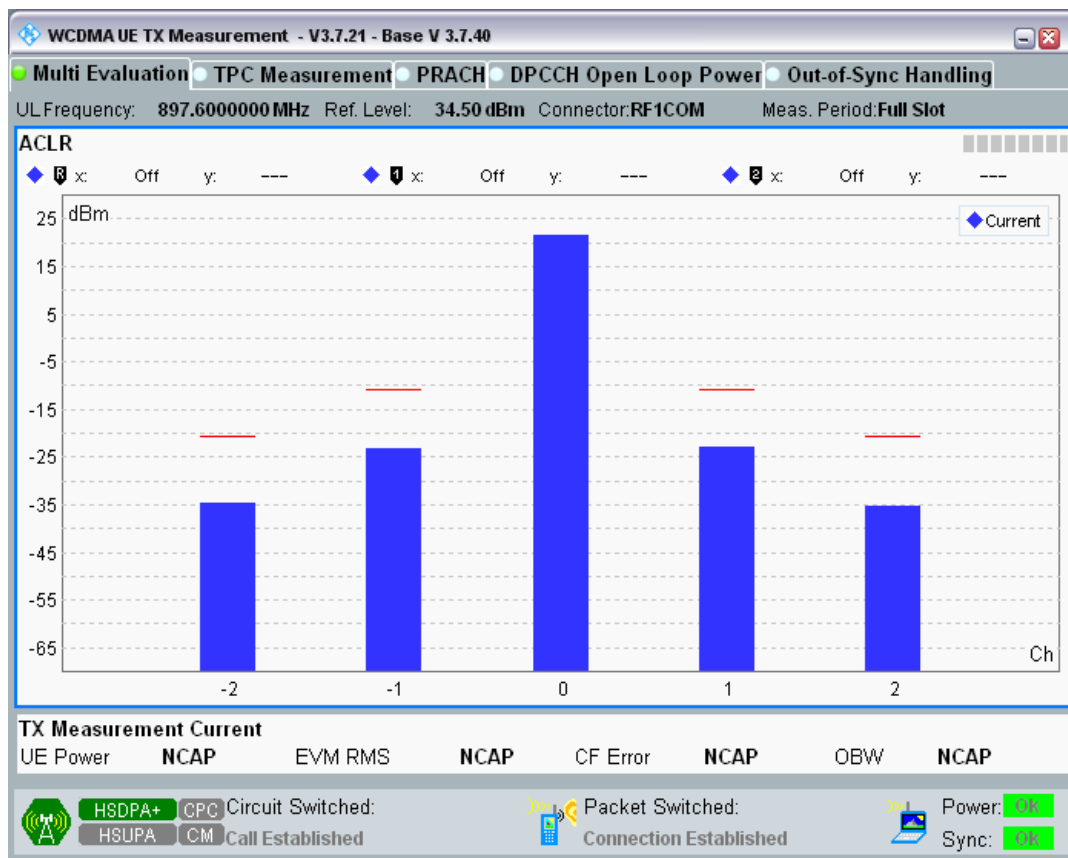 WCDMA UE TX Measurement - V3.7.21 - Base V 3.7.40
Multi Evaluation TPC Measurement PRACH DPCCH Open Loop Power Out-of-Sync Handling
UL Frequency: 897.6000000 MHz Ref. Level: 34.50 dBm Connector:RF1COM Meas. Period:Full Slot
ACLR
R x: Off y: --- 1 x: Off y: --- 2 x: Off y: ---
dBm
Current
25
15
5
-5
-15
-25
-35
-45
-55
-65
Ch
-2 -1 0 1 2
TX Measurement Current
UE Power NCAP EVM RMS NCAP CF Error NCAP OBW NCAP
HSDPA+ CPC Circuit Switched: Packet Switched: Power: OK
HSUPA CM Call Established Connection Established Sync: OK